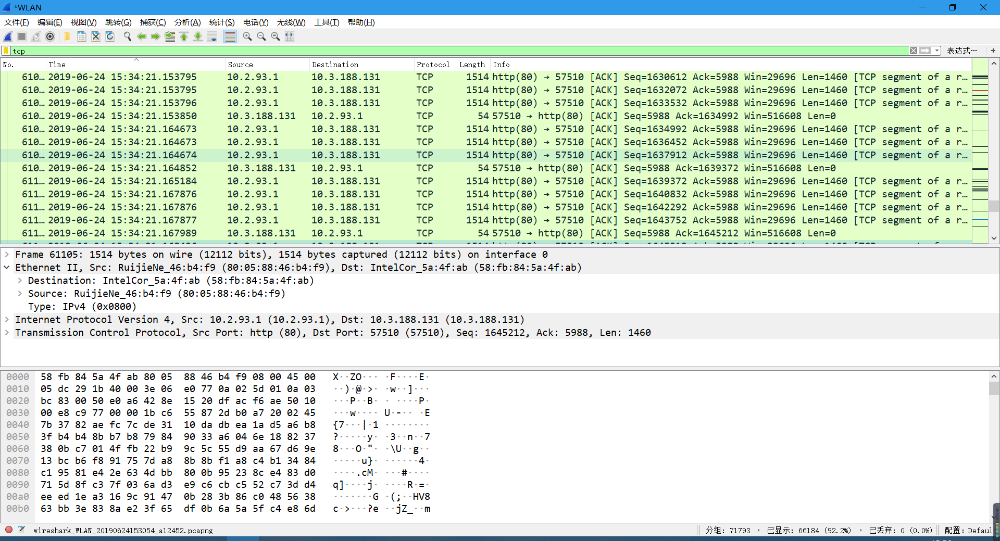 *WLAN
文件(F) 编辑(E) 视图(V) 跳转(G) 捕获(C) 分析(A) 统计(S) 电话(Y) 无线(W) 工具(T) 帮助(H)
tcp 表达式… +
No. Time Source Destination Protocol Length Info
610… 2019-06-24 15:34:21.153795 10.2.93.1 10.3.188.131 TCP 1514 http(80) → 57510 [ACK] Seq=1630612 Ack=5988 Win=29696 Len=1460 [TCP segment of a r…
610… 2019-06-24 15:34:21.153795 10.2.93.1 10.3.188.131 TCP 1514 http(80) → 57510 [ACK] Seq=1632072 Ack=5988 Win=29696 Len=1460 [TCP segment of a r…
610… 2019-06-24 15:34:21.153796 10.2.93.1 10.3.188.131 TCP 1514 http(80) → 57510 [ACK] Seq=1633532 Ack=5988 Win=29696 Len=1460 [TCP segment of a r…
610… 2019-06-24 15:34:21.153850 10.3.188.131 10.2.93.1 TCP 54 57510 → http(80) [ACK] Seq=5988 Ack=1634992 Win=516608 Len=0
610… 2019-06-24 15:34:21.164673 10.2.93.1 10.3.188.131 TCP 1514 http(80) → 57510 [ACK] Seq=1634992 Ack=5988 Win=29696 Len=1460 [TCP segment of a r…
610… 2019-06-24 15:34:21.164673 10.2.93.1 10.3.188.131 TCP 1514 http(80) → 57510 [ACK] Seq=1636452 Ack=5988 Win=29696 Len=1460 [TCP segment of a r…
610… 2019-06-24 15:34:21.164674 10.2.93.1 10.3.188.131 TCP 1514 http(80) → 57510 [ACK] Seq=1637912 Ack=5988 Win=29696 Len=1460 [TCP segment of a r…
610… 2019-06-24 15:34:21.164852 10.3.188.131 10.2.93.1 TCP 54 57510 → http(80) [ACK] Seq=5988 Ack=1639372 Win=516608 Len=0
611… 2019-06-24 15:34:21.165184 10.2.93.1 10.3.188.131 TCP 1514 http(80) → 57510 [ACK] Seq=1639372 Ack=5988 Win=29696 Len=1460 [TCP segment of a r…
611… 2019-06-24 15:34:21.167876 10.2.93.1 10.3.188.131 TCP 1514 http(80) → 57510 [ACK] Seq=1640832 Ack=5988 Win=29696 Len=1460 [TCP segment of a r…
611… 2019-06-24 15:34:21.167876 10.2.93.1 10.3.188.131 TCP 1514 http(80) → 57510 [ACK] Seq=1642292 Ack=5988 Win=29696 Len=1460 [TCP segment of a r…
611… 2019-06-24 15:34:21.167877 10.2.93.1 10.3.188.131 TCP 1514 http(80) → 57510 [ACK] Seq=1643752 Ack=5988 Win=29696 Len=1460 [TCP segment of a r…
611… 2019-06-24 15:34:21.167989 10.3.188.131 10.2.93.1 TCP 54 57510 → http(80) [ACK] Seq=5988 Ack=1645212 Win=516608 Len=0
Frame 61105: 1514 bytes on wire (12112 bits), 1514 bytes captured (12112 bits) on interface 0
Ethernet II, Src: RuijieNe_46:b4:f9 (80:05:88:46:b4:f9), Dst: IntelCor_5a:4f:ab (58:fb:84:5a:4f:ab)
Destination: IntelCor_5a:4f:ab (58:fb:84:5a:4f:ab)
Source: RuijieNe_46:b4:f9 (80:05:88:46:b4:f9)
Type: IPv4 (0x0800)
Internet Protocol Version 4, Src: 10.2.93.1 (10.2.93.1), Dst: 10.3.188.131 (10.3.188.131)
Transmission Control Protocol, Src Port: http (80), Dst Port: 57510 (57510), Seq: 1645212, Ack: 5988, Len: 1460
0000 58 fb 84 5a 4f ab 80 05 88 46 b4 f9 08 00 45 00 X··ZO··· ·F····E·
0010 05 dc 29 1b 40 00 3e 06 e0 77 0a 02 5d 01 0a 03 ··)·@·>· ·w··]···
0020 bc 83 00 50 e0 a6 42 8e 15 20 df ac f6 ae 50 10 ···P··B· · ····P·
0030 00 e8 c9 77 00 00 1b c6 55 87 2d b0 a7 20 02 45 ···w···· U·-·· ·E
0040 7b 37 82 ae fc 7c de 31 10 da db ea 1a d5 a6 b8 {7···|·1 ········
0050 3f b4 b4 8b b7 b8 79 84 90 33 a6 04 6e 18 82 37 ?·····y· ·3··n··7
0060 38 0b c7 01 4f fb 22 b9 9c 5c 55 d9 aa 67 d6 9e 8···O·"· ·\U··g··
0070 13 bc b6 f8 91 75 7d a8 8b 8b f1 a8 c4 b1 34 84 ·····u}· ······4·
0080 c1 95 81 e4 2e 63 4d bb 80 0b 95 23 8c e4 83 d0 ····.cM· ···#····
0090 71 5d 8f c3 7f 03 6a d3 e9 c6 cb c5 52 c7 3d d4 q]····j· ····R·=·
00a0 ee ed 1e a3 16 9c 91 47 0b 28 3b 86 c0 48 56 38 ·······G ·(;··HV8
00b0 63 bb 3e 83 8a e2 3f 65 df 0b 6a 5a 5f c4 e8 6d c·>···?e ··jZ_··m
wireshark_WLAN_20190624153054_a12452.pcapng 分组: 71793 · 已显示: 66184 (92.2%) · 已丢弃: 0 (0.0%) 配置: Defaul